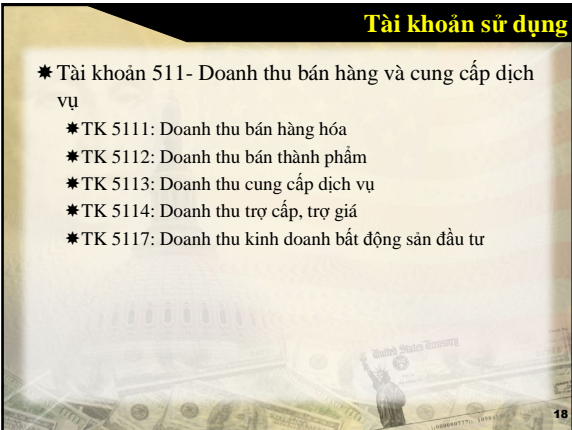 Tài khoản sử dụng
✷ Tài khoản 511- Doanh thu bán hàng và cung cấp dịch
vụ
✷TK 5111: Doanh thu bán hàng hóa
✷TK 5112: Doanh thu bán thành phẩm
✷TK 5113: Doanh thu cung cấp dịch vụ
✷TK 5114: Doanh thu trợ cấp, trợ giá
✷TK 5117: Doanh thu kinh doanh bất động sản đầu tư
United States Treasury
18